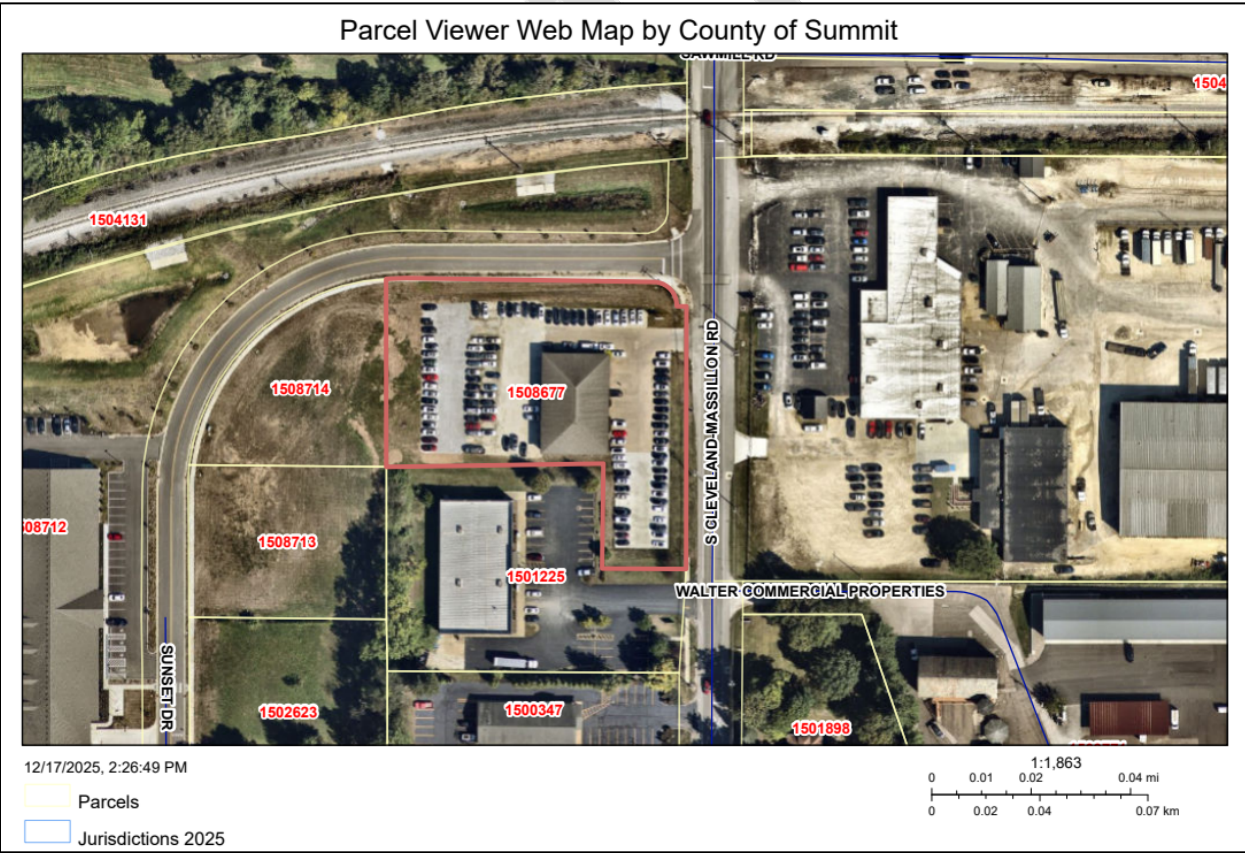 Parcel Viewer Web Map by County of Summit
SAWMILL RD
1504
1504131
S CLEVELAND-MASSILLON RD
1508714
1508677
08712
1508713
1501225
WALTER COMMERCIAL PROPERTIES
SUNSET DR
1502623
1500347
1501898
12/17/2025, 2:26:49 PM
1:1,863
0 0.01 0.02 0.04 mi
0 0.02 0.04 0.07 km
Parcels
Jurisdictions 2025